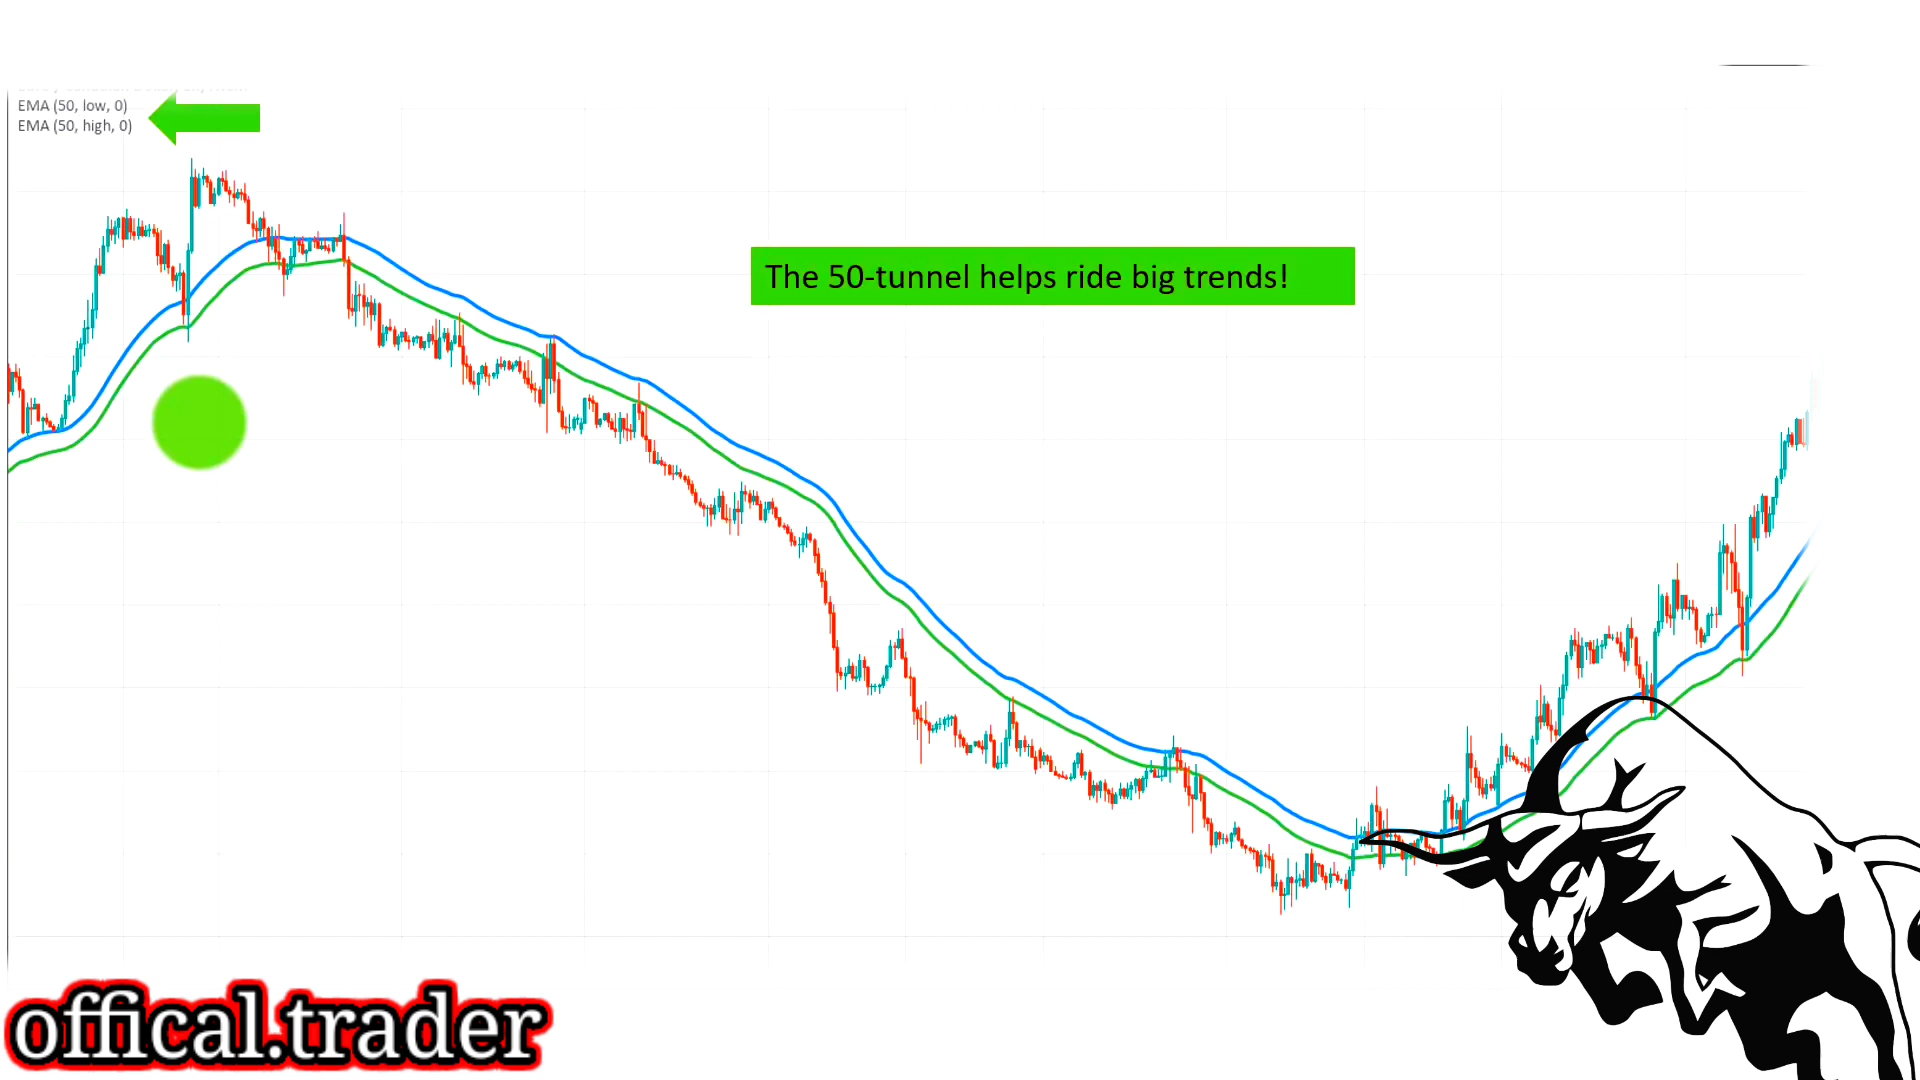 EMA (50, low, 0)
EMA (50, high, 0)
The 50-tunnel helps ride big trends!
offical.trader